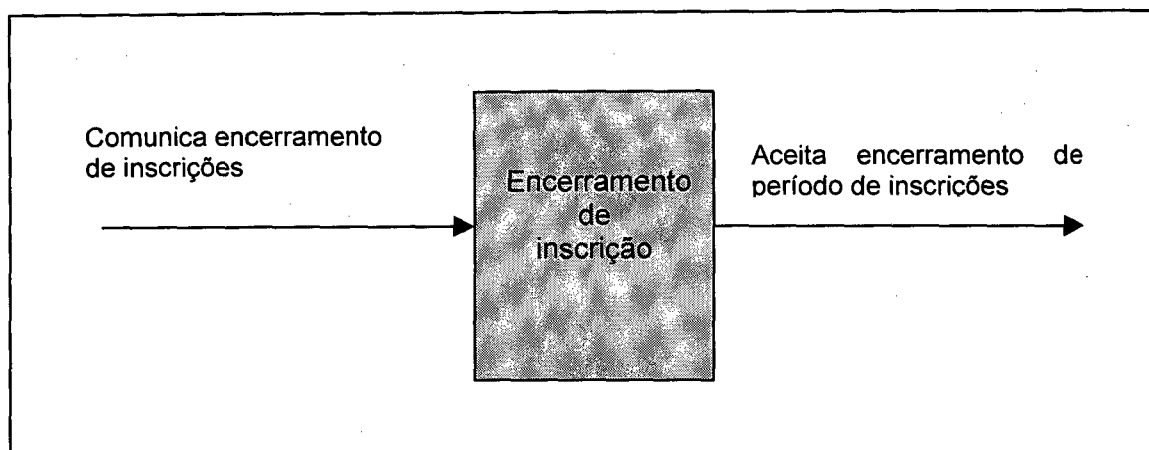 Comunica encerramento
de inscrições
Encerramento
de
inscrição
Aceita encerramento de
período de inscrições